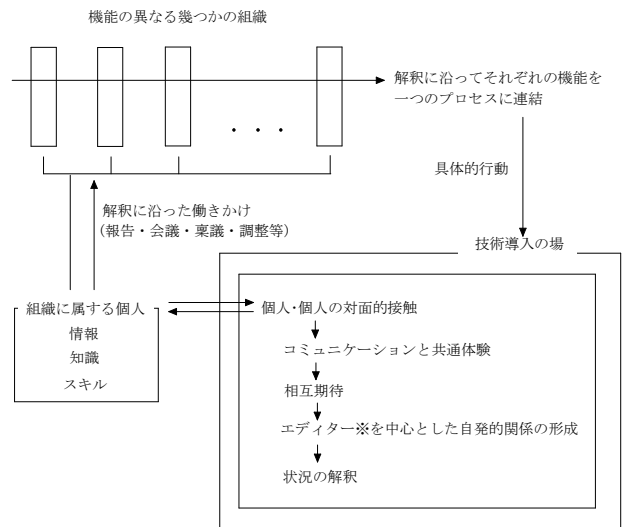 機能の異なる幾つかの組織
・・・
解釈に沿ってそれぞれの機能を
一つのプロセスに連結
具体的行動
解釈に沿った働きかけ
(報告・会議・稟議・調整等)
技術導入の場
組織に属する個人
情報
知識
スキル
個人・個人の対面的接触
コミュニケーションと共通体験
相互期待
エディター※を中心とした自発的関係の形成
状況の解釈